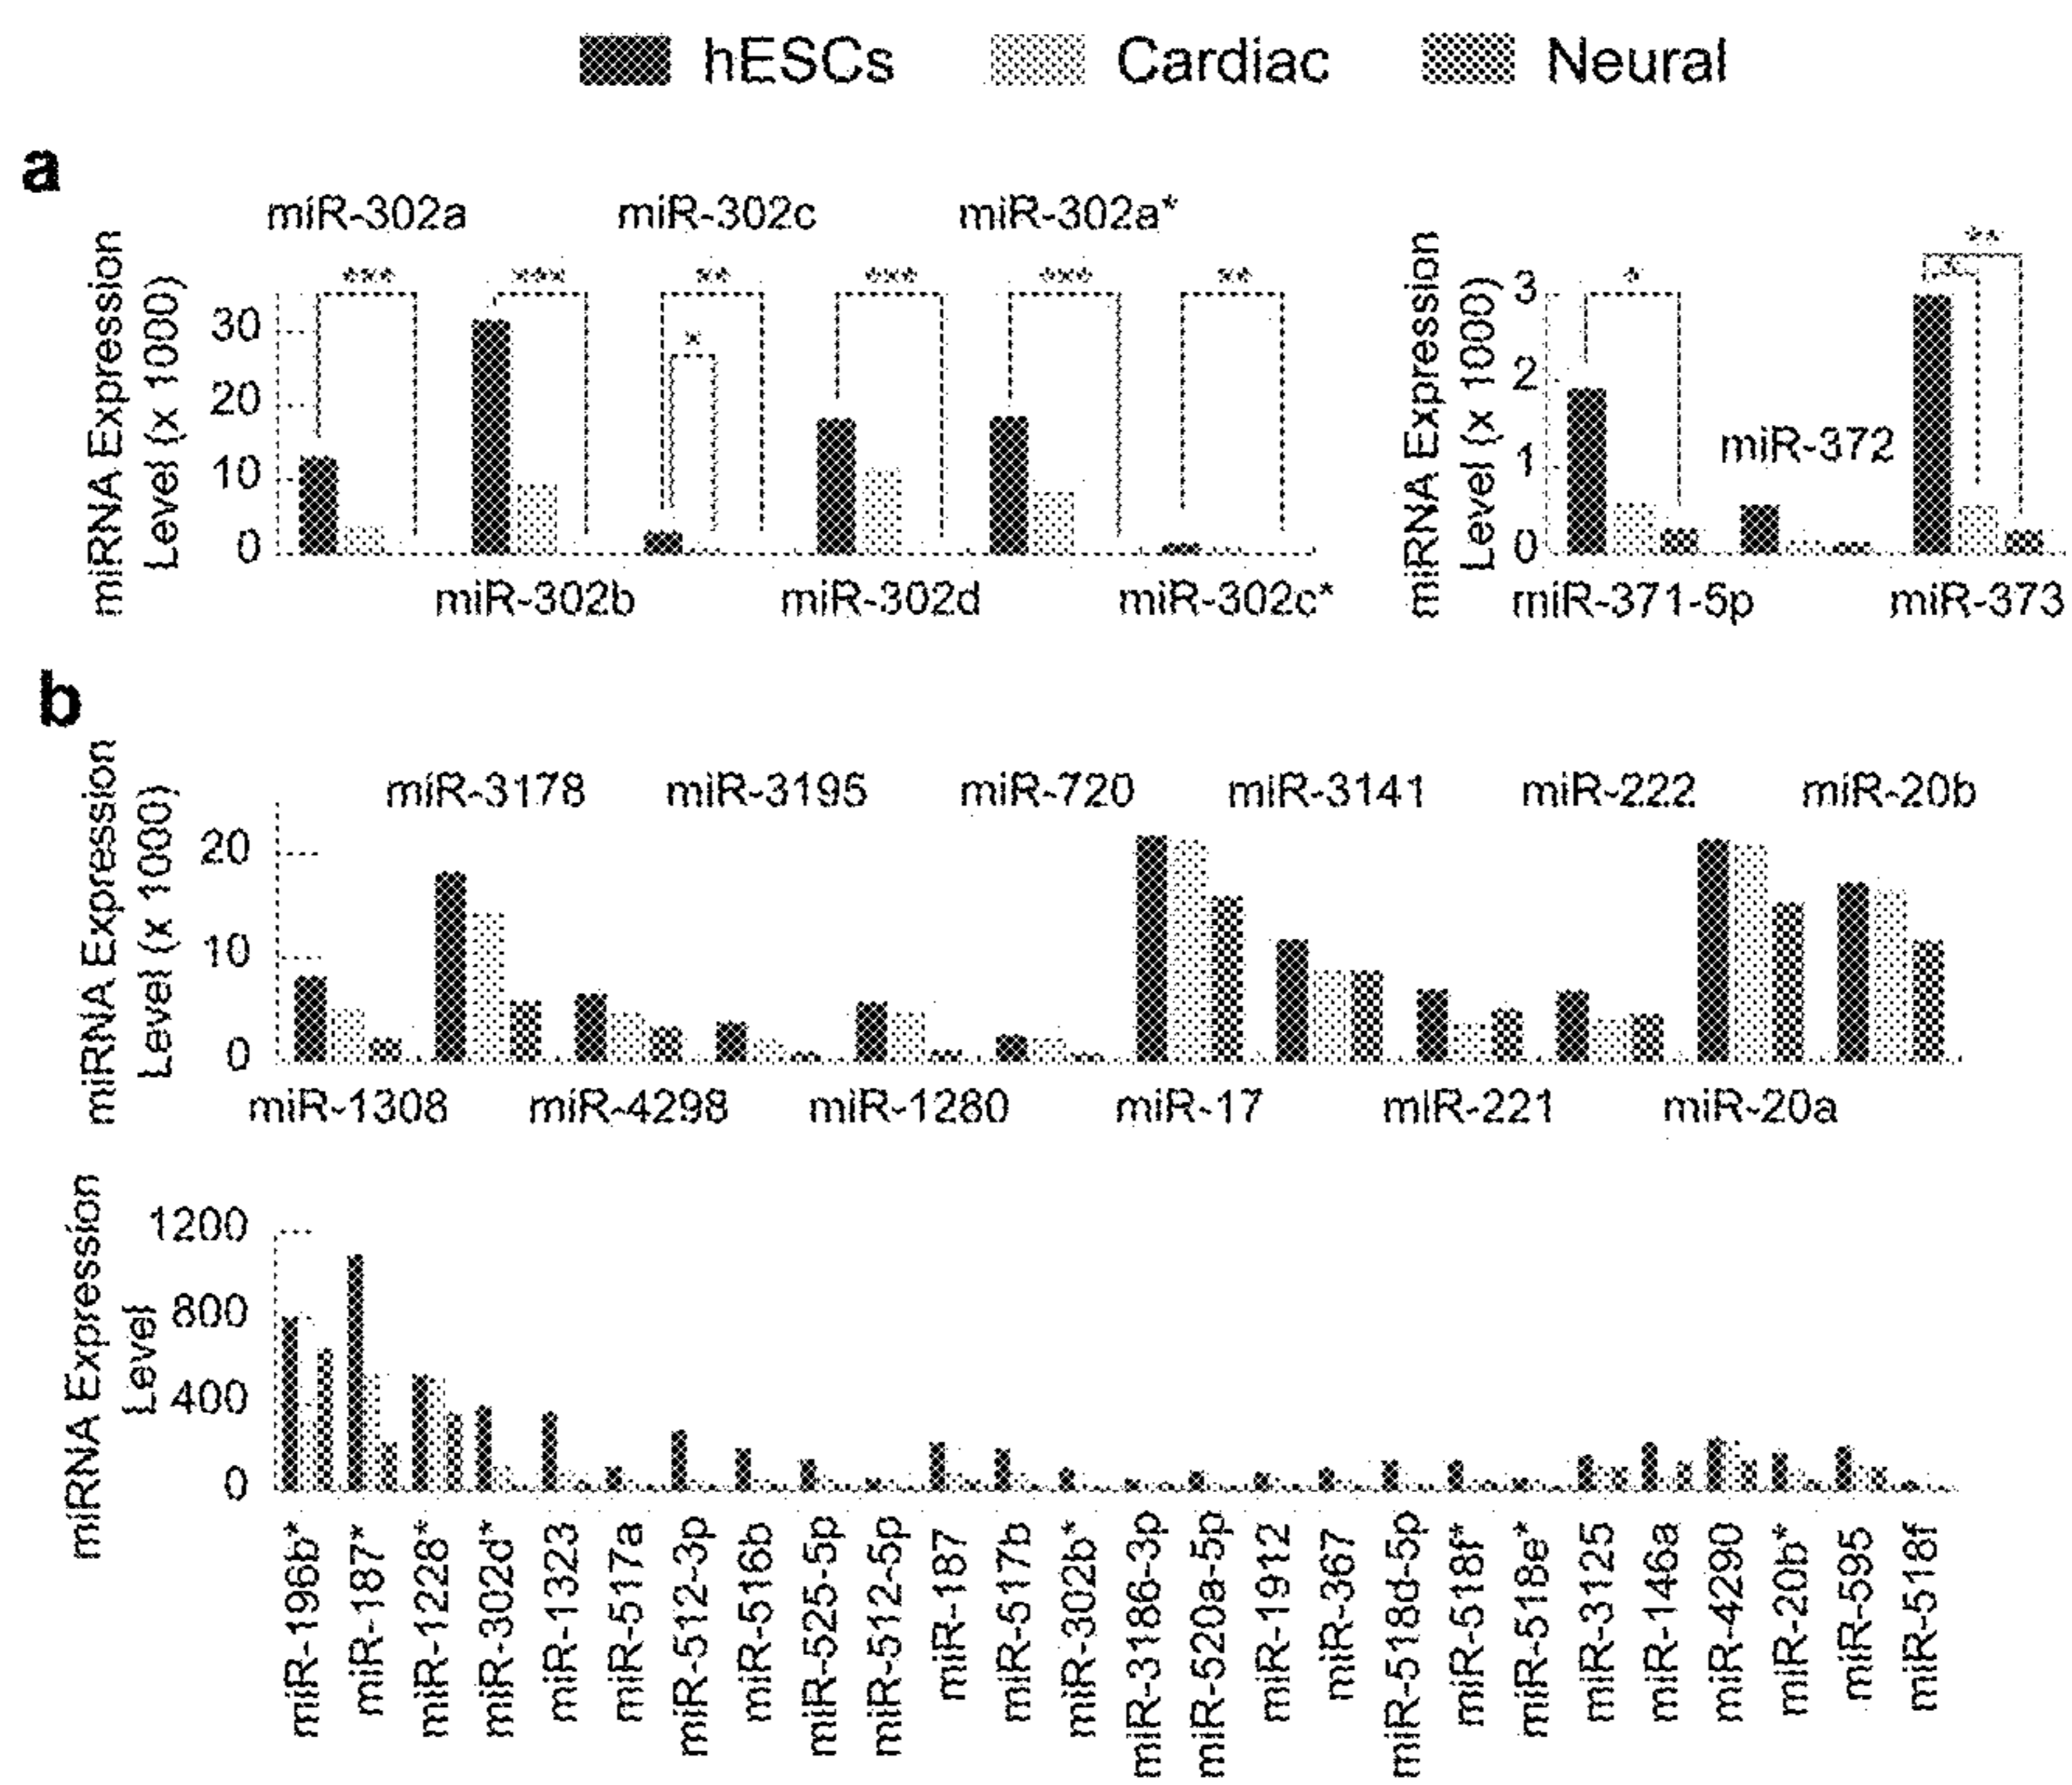 hESCs Cardiac Neural
a
miR-302a miR-302c miR-302a*
*** *** ** *** *** **
*
miRNA Expression
Level (x 1000)
30
20
10
0
miR-302b miR-302d miR-302c*
* **
*
miRNA Expression
Level (x 1000)
3
2
1
0
miR-372
miR-371-5p miR-373
b
miR-3178 miR-3195 miR-720 miR-3141 miR-222 miR-20b
miRNA Expression
Level (x 1000)
20
10
0
miR-1308 miR-4298 miR-1280 miR-17 miR-221 miR-20a
miRNA Expression
Level
1200
800
400
0
miR-196b*
miR-187*
miR-1228*
miR-302d*
miR-1323
miR-517a
miR-512-3p
miR-516b
miR-525-5p
miR-512-5p
miR-187
miR-517b
miR-302b*
miR-3186-3p
miR-520a-5p
miR-1912
miR-367
miR-518d-5p
miR-518f*
miR-518e*
miR-3125
miR-146a
miR-4290
miR-20b*
miR-595
miR-518f